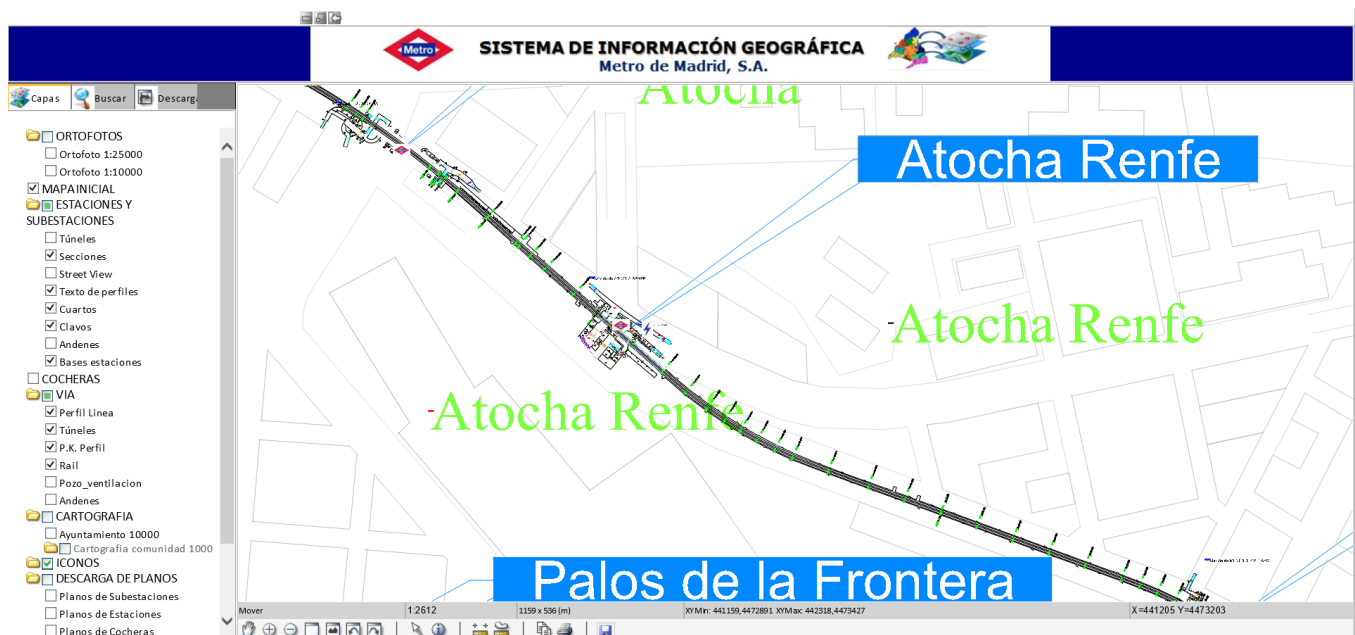 Metro
SISTEMA DE INFORMACIÓN GEOGRÁFICA
Metro de Madrid, S.A.
Capas
Buscar
Descarg
ORTOFOTOS
Ortofoto 1:25000
Ortofoto 1:10000
MAPA INICIAL
ESTACIONES Y
SUBESTACIONES
Túneles
Secciones
Street View
Texto de perfiles
Cuartos
Clavos
Andenes
Bases estaciones
COCHERAS
VIA
Perfil Linea
Túneles
P.K. Perfil
Rail
Pozo_ventilacion
Andenes
CARTOGRAFIA
Ayuntamiento 10000
Cartografia comunidad 1000
ICONOS
DESCARGA DE PLANOS
Planos de Subestaciones
Planos de Estaciones
Planos de Cocheras
Atocha
Atocha Renfe
Atocha Renfe
Atocha Renfe
Palos de la Frontera
Mover
1:2612
1159 x 536 (m)
XYMin: 441159,4472891 XYMax: 442318,4473427
X=441205 Y=4473203